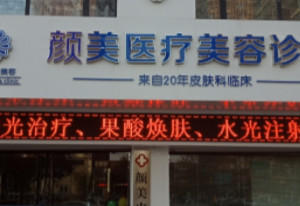 颜美医疗美容诊
来自20年皮肤科临床
光治疗、果酸焕肤、水光注射
颜美